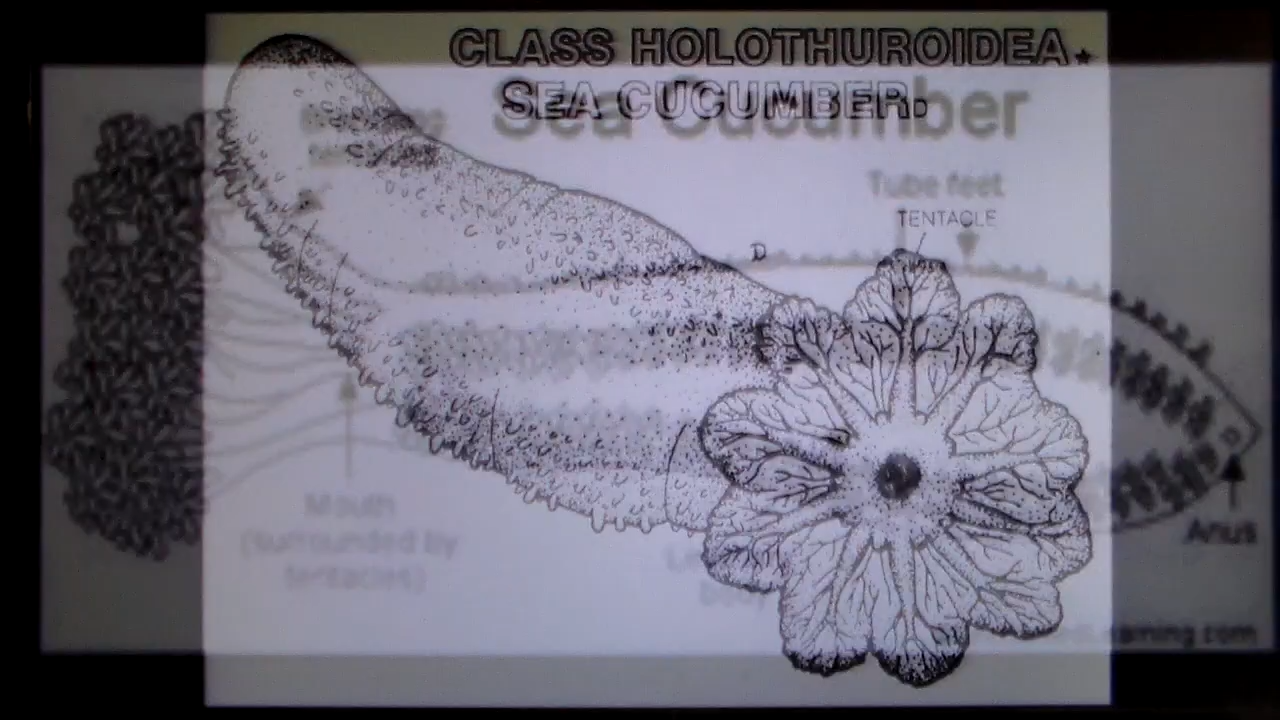 CLASS HOLOTHUROIDEA.
SEA CUCUMBER.
Sea Cucumber
Tube feet
TENTACLE
D
Mouth
(surrounded by
tentacles)
Anus